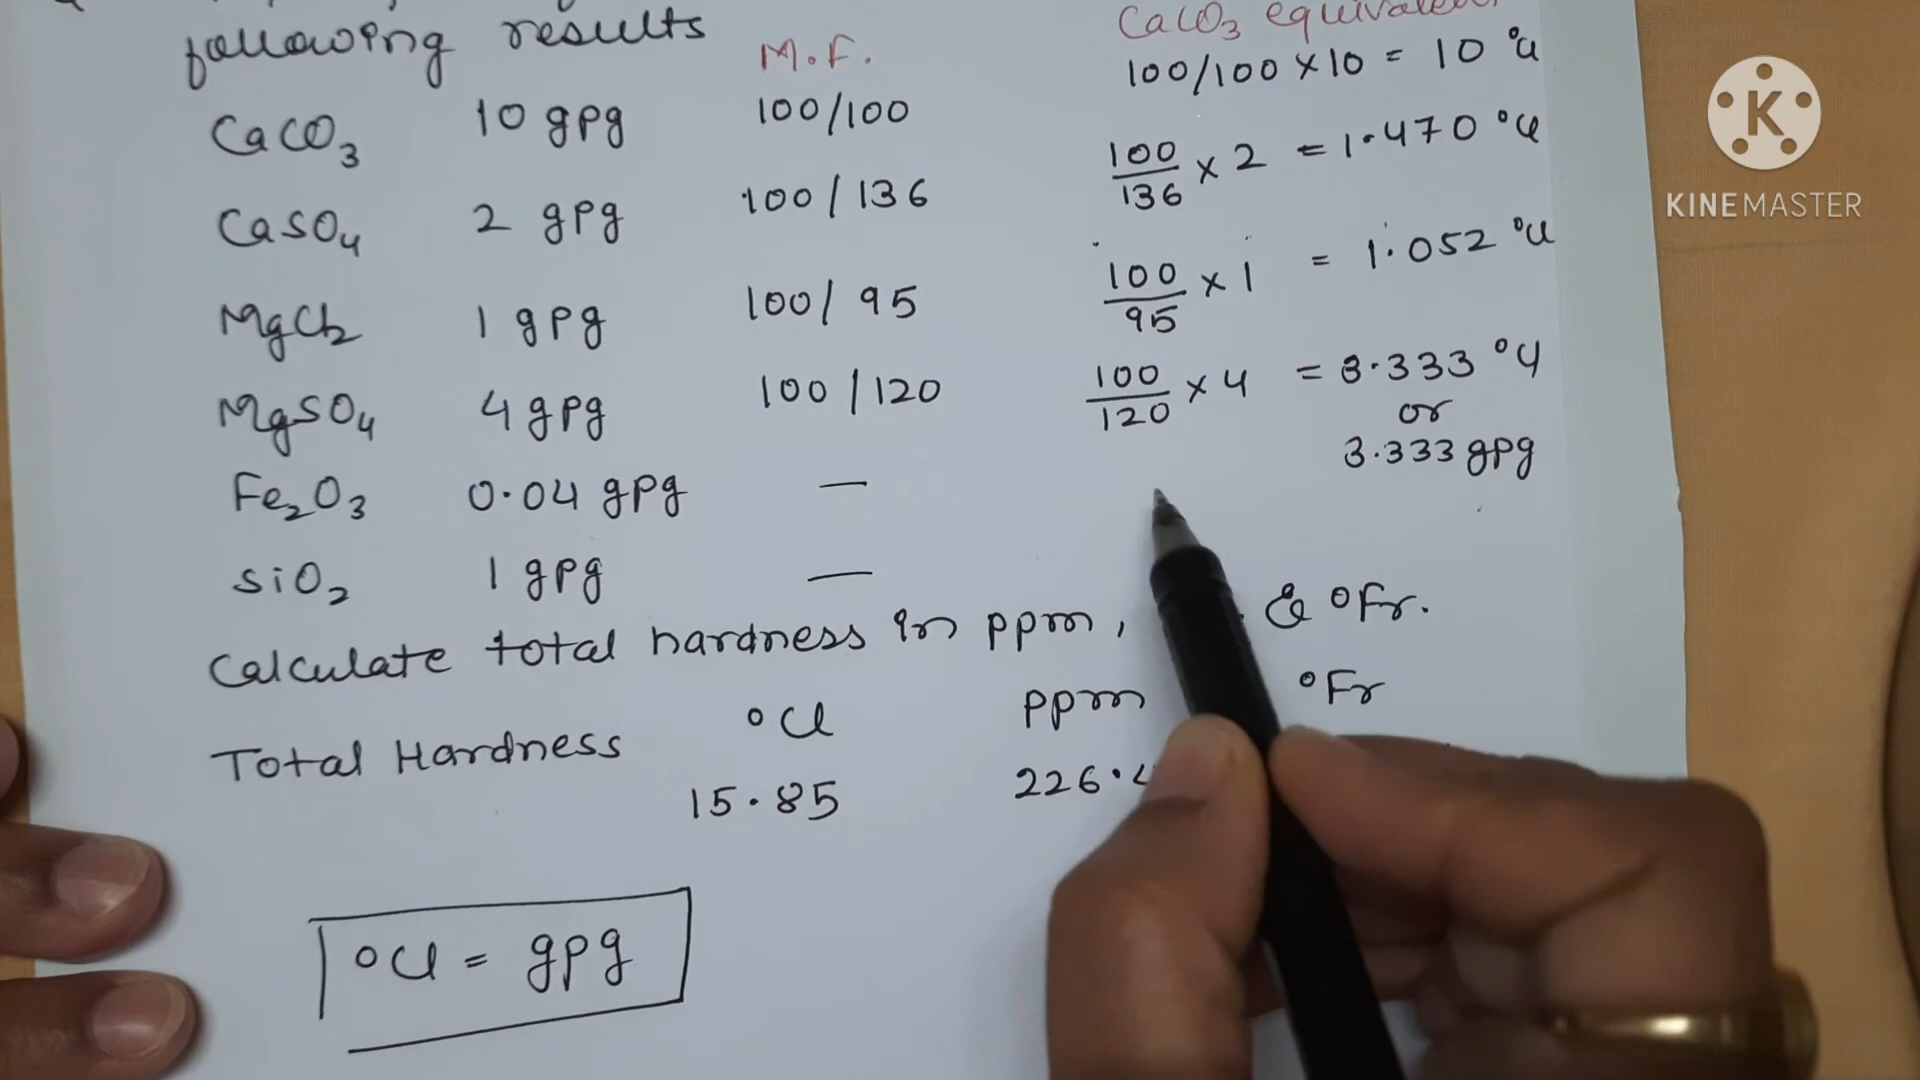 following results
M.F.
CaCO3
CaCO3 10 gpg 100/100 100/100 × 10 = 10 °Cl
CaSO4 2 gpg 100/136 100/136 × 2 = 1.470 °Cl
MgCl2 1 gpg 100/95 100/95 × 1 = 1.052 °Cl
MgSO4 4 gpg 100/120 100/120 × 4 = 3.333 °Cl
or
3.333 gpg
Fe2O3 0.04 gpg —
SiO2 1 gpg —
Calculate total hardness in ppm, & °Fr.
Total Hardness °Cl ppm °Fr
15.85 226.
°Cl = gpg
K
KINEMASTER